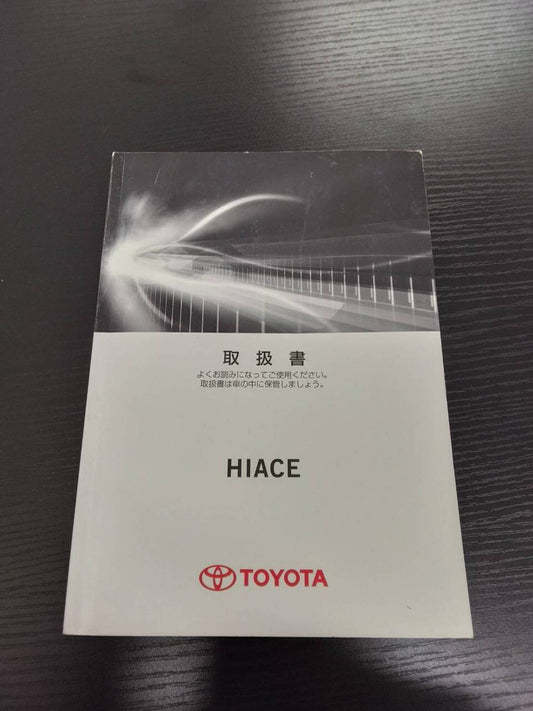 取扱書
よくお読みになってご使用ください。
取扱書は車の中に保管しましょう。
HIACE
TOYOTA